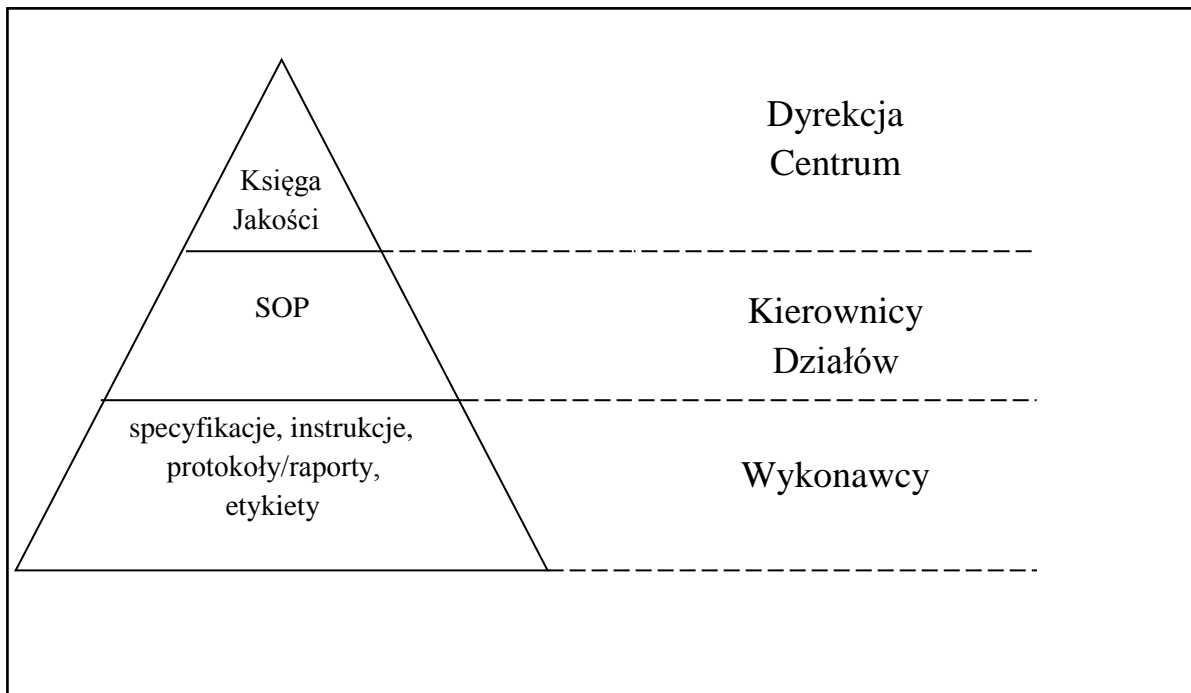 Księga
Jakości
Dyrekcja
Centrum
SOP
Kierownicy
Działów
specyfikacje, instrukcje,
protokoły/raporty,
etykiety
Wykonawcy